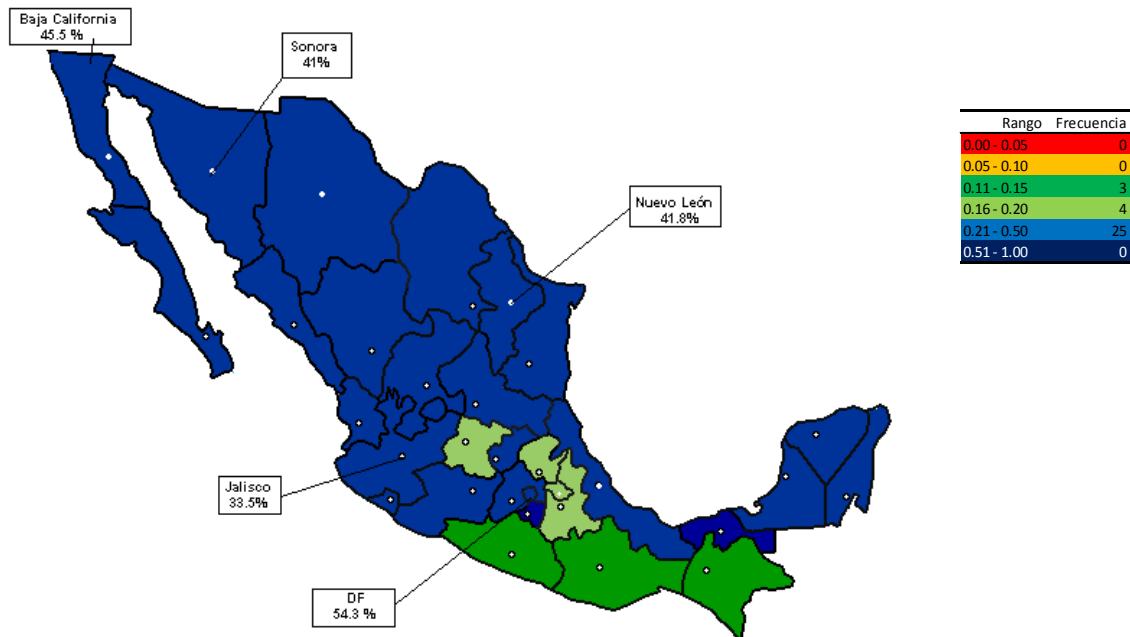 Baja California
45.5 %
Sonora
41%
Nuevo León
41.8%
Jalisco
33.5%
DF
54.3 %
Rango Frecuencia
0.00 - 0.05 0
0.05 - 0.10 0
0.11 - 0.15 3
0.16 - 0.20 4
0.21 - 0.50 25
0.51 - 1.00 0